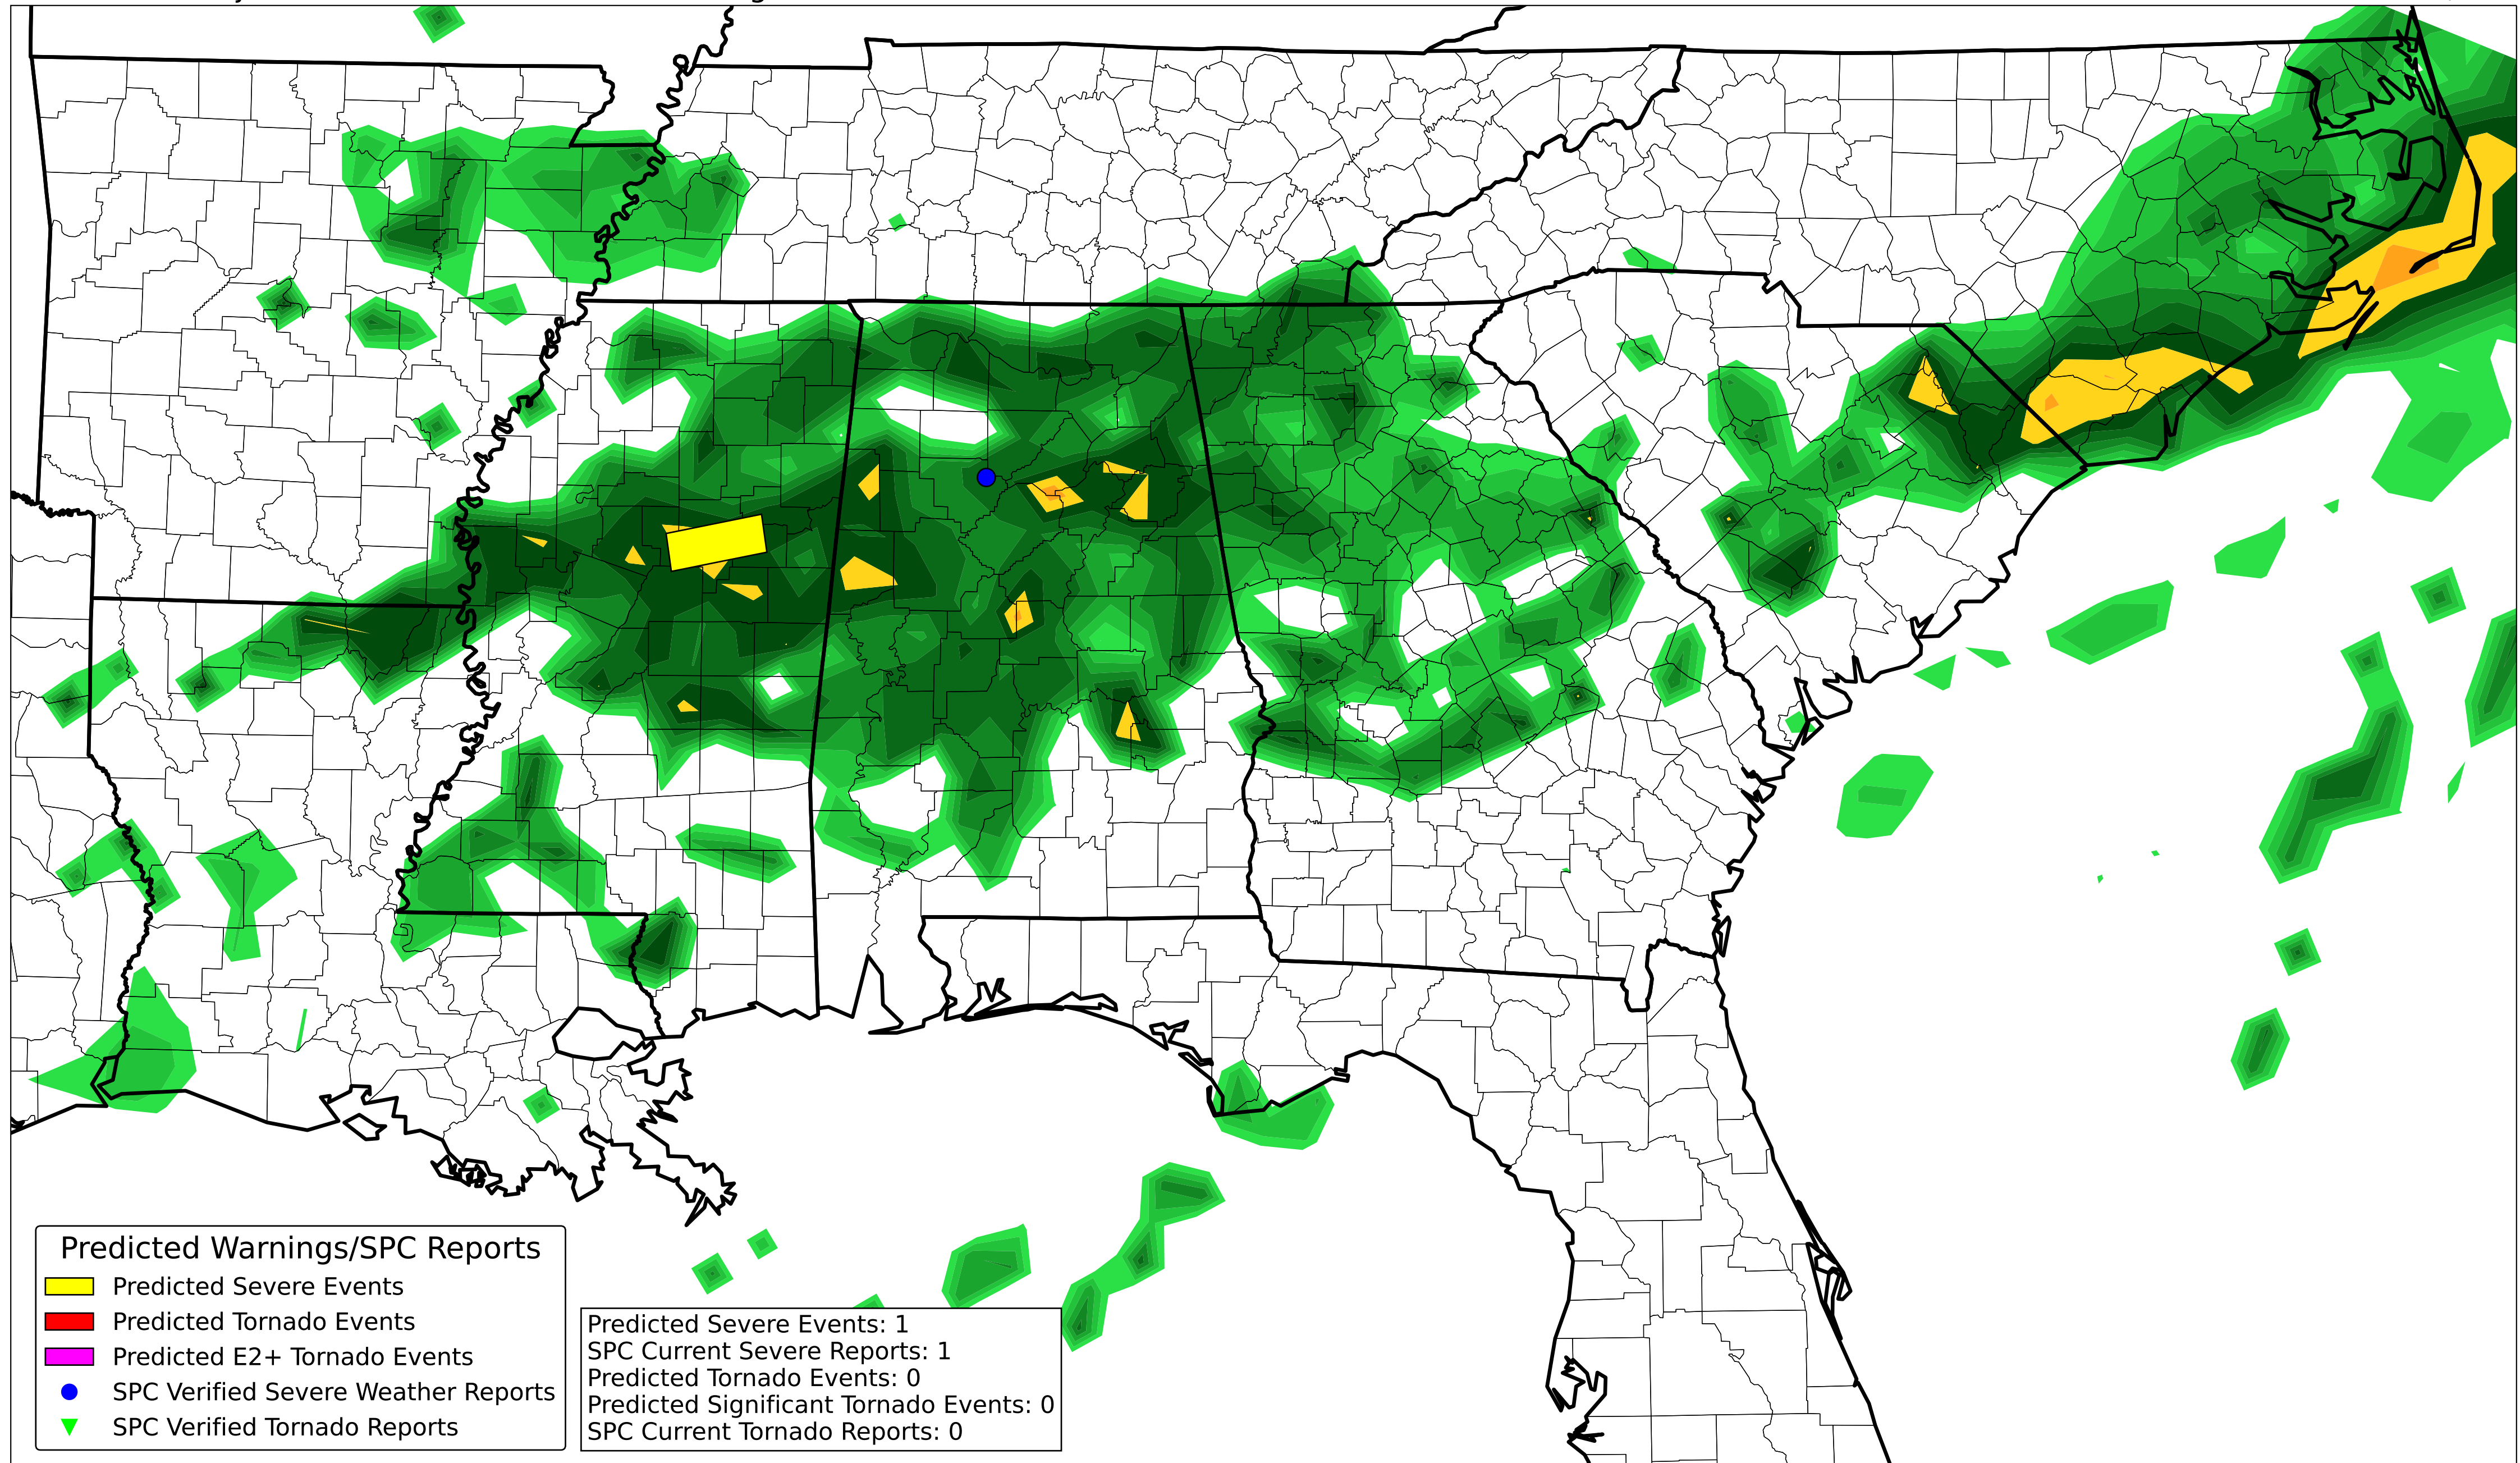 Predicted Warnings/SPC Reports
Predicted Severe Events
Predicted Tornado Events
Predicted E2+ Tornado Events
SPC Verified Severe Weather Reports
SPC Verified Tornado Reports
Predicted Severe Events: 1
SPC Current Severe Reports: 1
Predicted Tornado Events: 0
Predicted Significant Tornado Events: 0
SPC Current Tornado Reports: 0